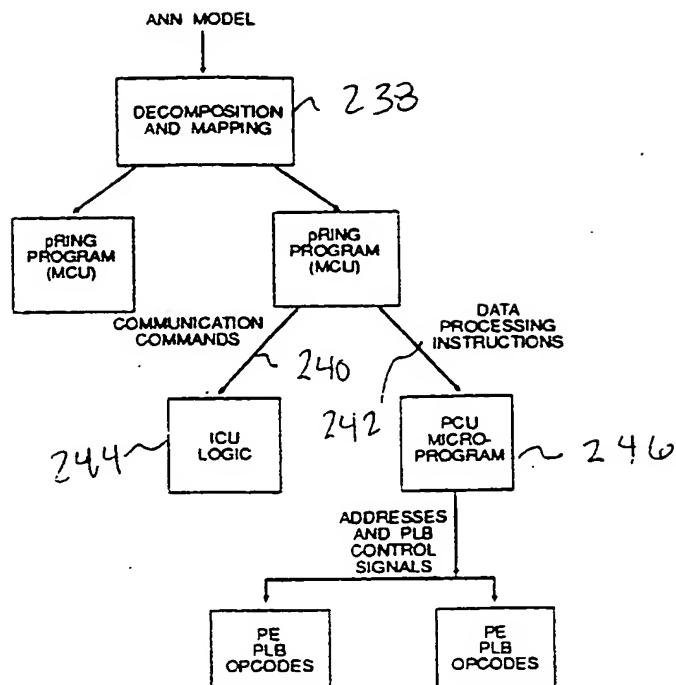 ANN MODEL
DECOMPOSITION
AND MAPPING
238
pRING
PROGRAM
(MCU)
pRING
PROGRAM
(MCU)
COMMUNICATION
COMMANDS
DATA
PROCESSING
INSTRUCTIONS
240
242
244
ICU
LOGIC
PCU
MICRO-
PROGRAM
246
ADDRESSES
AND PLB
CONTROL
SIGNALS
PE
PLB
OPCODES
PE
PLB
OPCODES